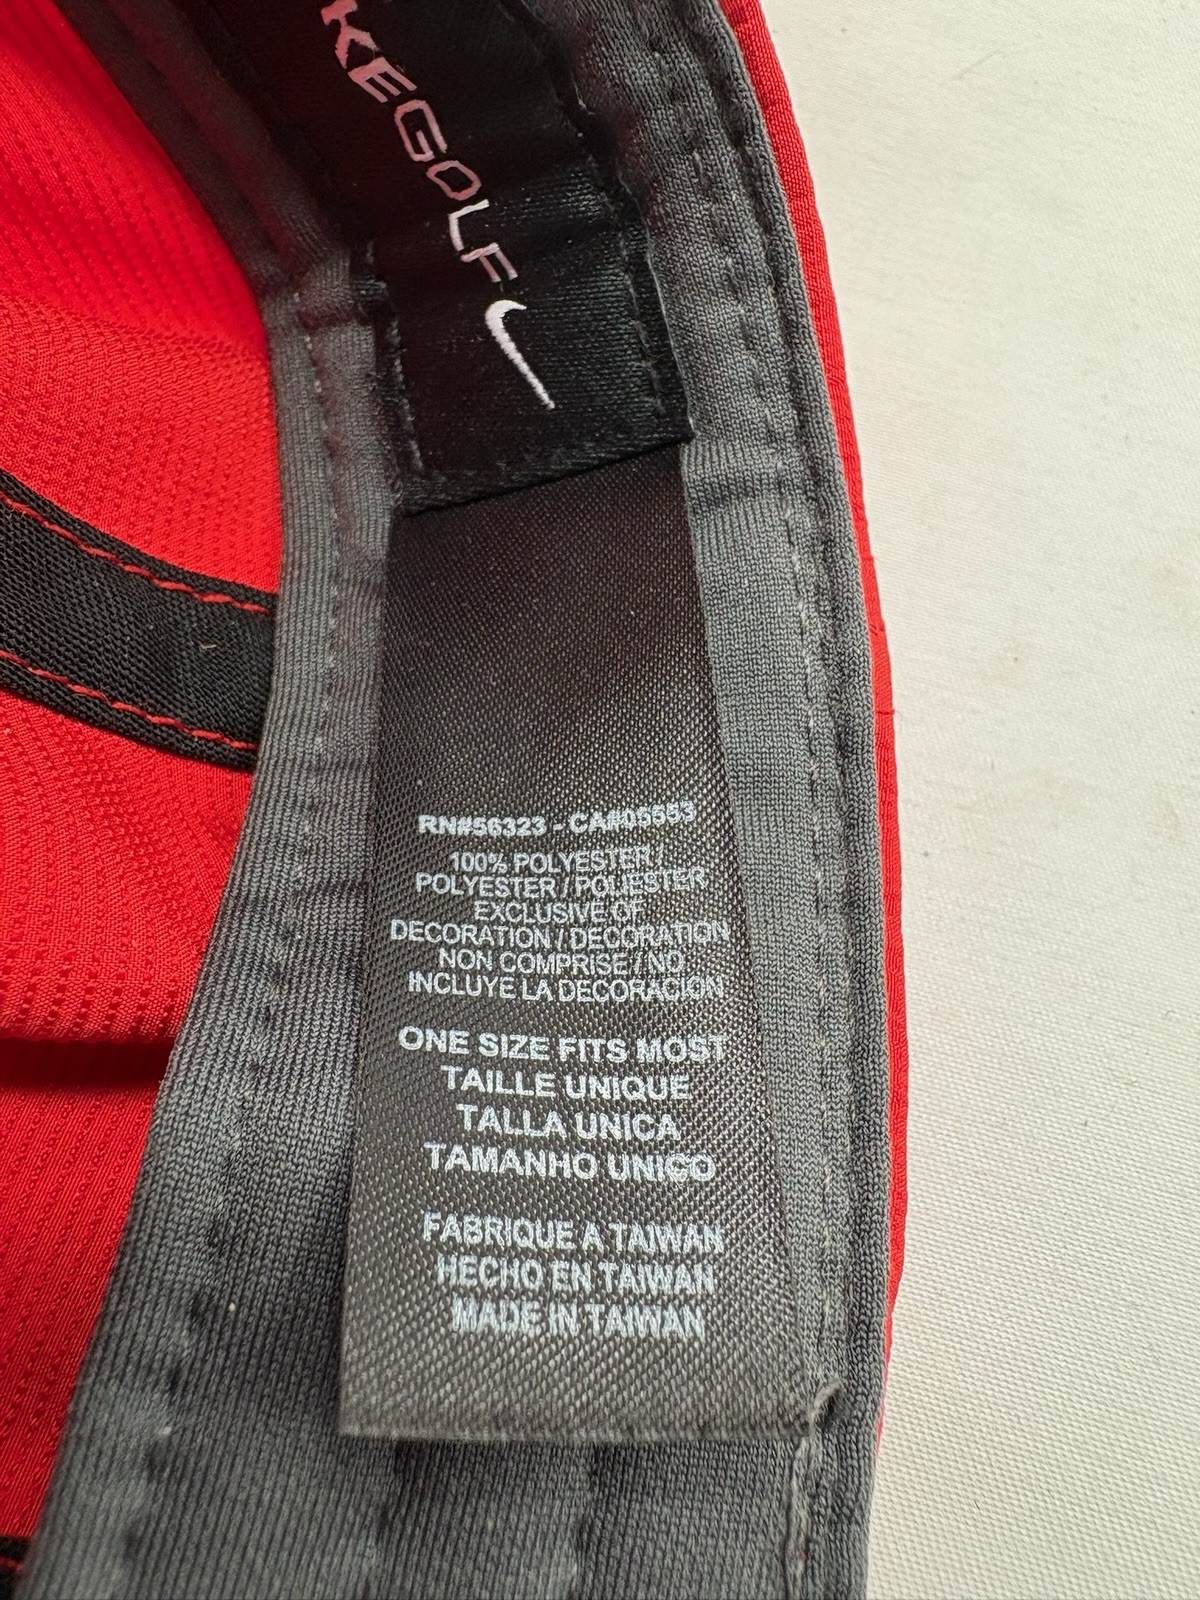 KEGOLF
RN#56323 - CA#05553
100% POLYESTER /
POLYESTER / POLIESTER
EXCLUSIVE OF
DECORATION / DECORATION
NON COMPRISE / NO
INCLUYE LA DECORACION
ONE SIZE FITS MOST
TAILLE UNIQUE
TALLA UNICA
TAMANHO UNICO
FABRIQUE A TAIWAN
HECHO EN TAIWAN
MADE IN TAIWAN